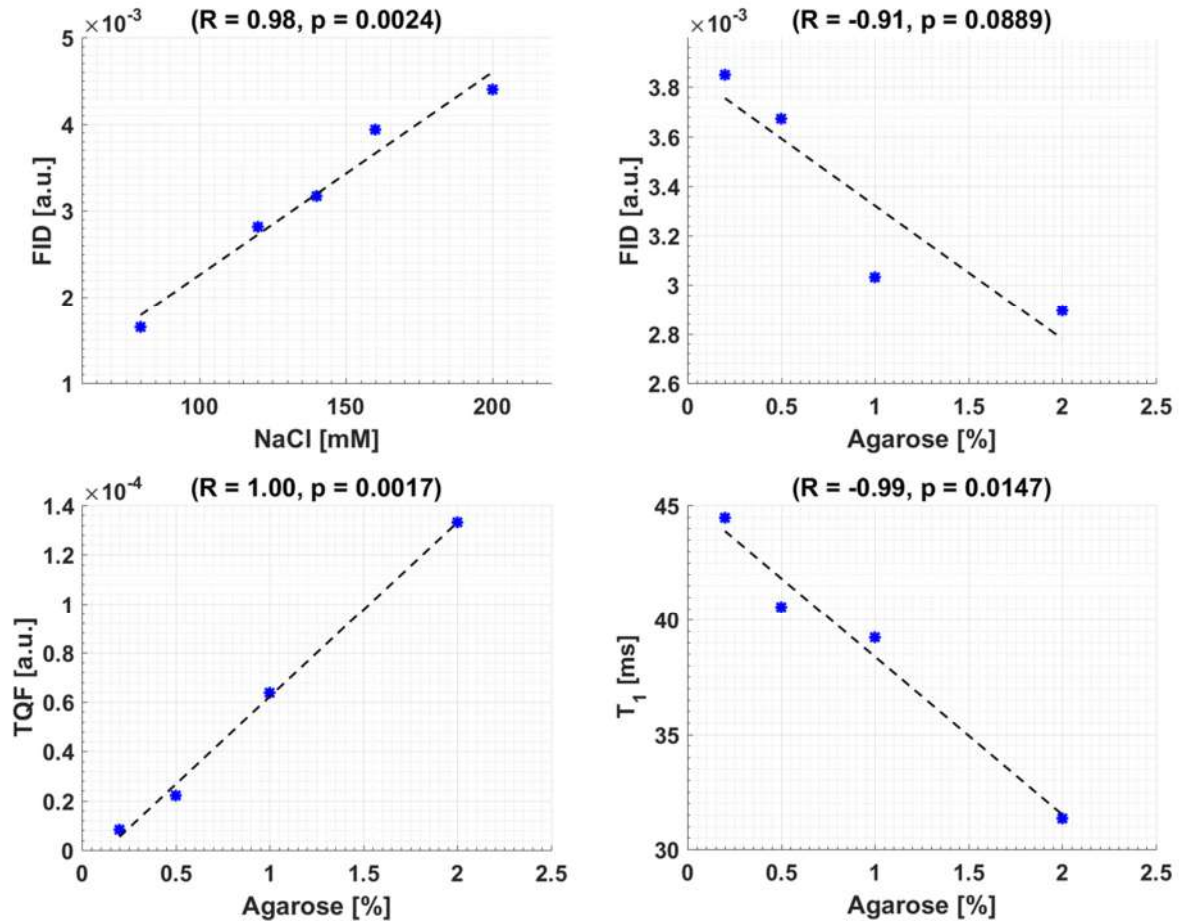 ×10⁻³
(R = 0.98, p = 0.0024)
5
4
3
2
1
FID [a.u.]
100 150 200
NaCl [mM]
×10⁻³
(R = -0.91, p = 0.0889)
3.8
3.4
3.2
3
2.8
2.6
3.6
FID [a.u.]
0 0.5 1 1.5 2 2.5
Agarose [%]
×10⁻⁴
(R = 1.00, p = 0.0017)
1.4
1.2
1
0.8
0.6
0.4
0.2
0
TQF [a.u.]
0 0.5 1 1.5 2 2.5
Agarose [%]
(R = -0.99, p = 0.0147)
45
40
35
30
T₁ [ms]
0 0.5 1 1.5 2 2.5
Agarose [%]